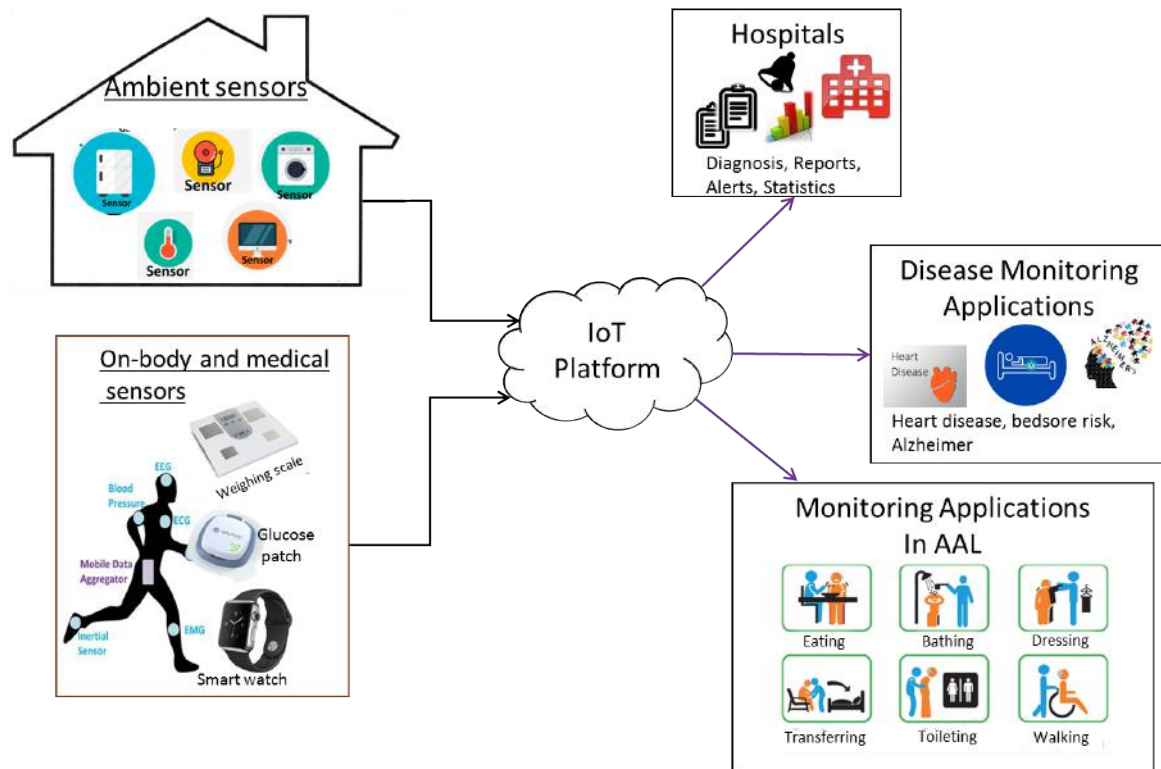 Ambient sensors
Sensor
Sensor
Sensor
Sensor
Sensor
On-body and medical
sensors
Weighing scale
EEG
Blood
Pressure
ECG
Glucose
patch
Mobile Data
Aggregator
Inertial
Sensor
EMG
Smart watch
IoT
Platform
Hospitals
Diagnosis, Reports,
Alerts, Statistics
Disease Monitoring
Applications
Heart
Disease
ALZHEIMER'S
Heart disease, bedsore risk,
Alzheimer
Monitoring Applications
In AAL
Eating
Bathing
Dressing
Transferring
Toileting
Walking